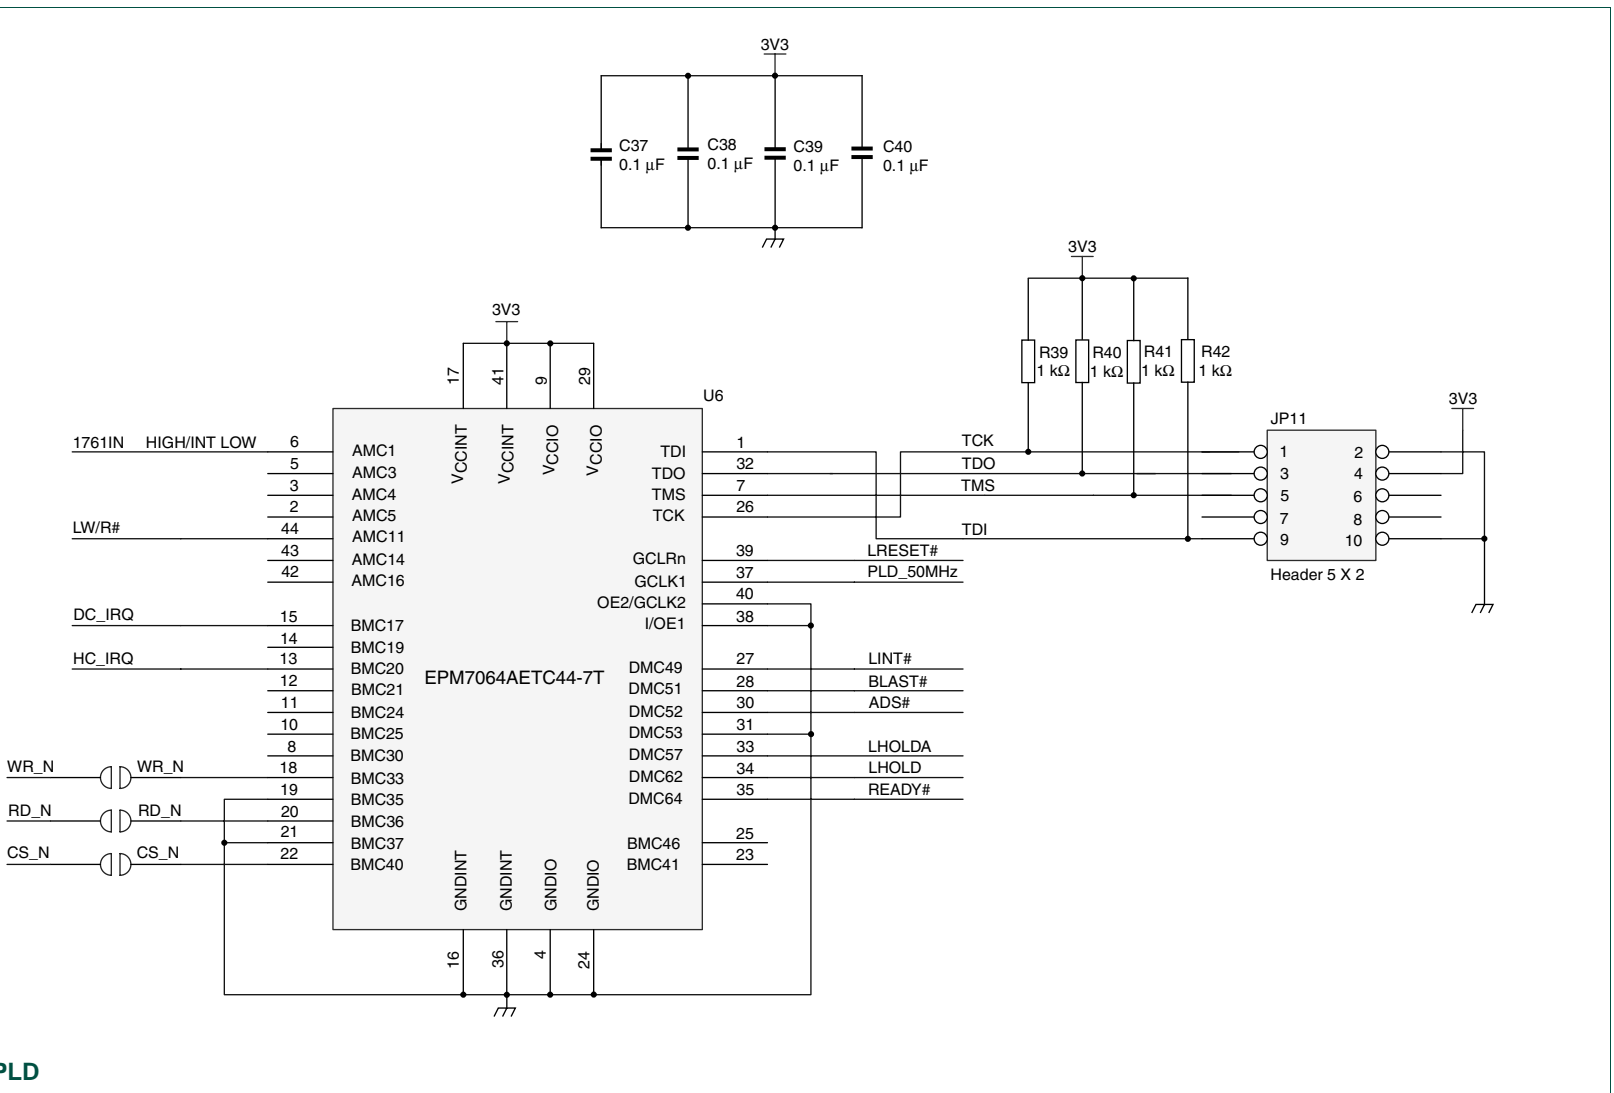 3V3
C37
0.1 µF
C38
0.1 µF
C39
0.1 µF
C40
0.1 µF
3V3
R39
1 kΩ
R40
1 kΩ
R41
1 kΩ
R42
1 kΩ
3V3
17
41
9
29
U6
VCCINT
VCCINT
VCCIO
VCCIO
1761IN HIGH/INT LOW 6 AMC1
5 AMC3
3 AMC4
2 AMC5
LW/R# 44 AMC11
43 AMC14
42 AMC16
DC_IRQ 15 BMC17
14 BMC19
HC_IRQ 13 BMC20
12 BMC21
11 BMC24
10 BMC25
8 BMC30
WR_N WR_N 18 BMC33
19 BMC35
RD_N RD_N 20 BMC36
21 BMC37
CS_N CS_N 22 BMC40
EPM7064AETC44-7T
TDI 1
TDO 32
TMS 7
TCK 26
GCLRn 39 LRESET#
GCLK1 37 PLD_50MHz
OE2/GCLK2 40
I/OE1 38
DMC49 27 LINT#
DMC51 28 BLAST#
DMC52 30 ADS#
DMC53 31
DMC57 33 LHOLDA
DMC62 34 LHOLD
DMC64 35 READY#
BMC46 25
BMC41 23
GNDINT
GNDINT
GNDIO
GNDIO
16
36
4
24
TCK
TDO
TMS
TDI
3V3
JP11
1 2
3 4
5 6
7 8
9 10
Header 5 X 2
PLD